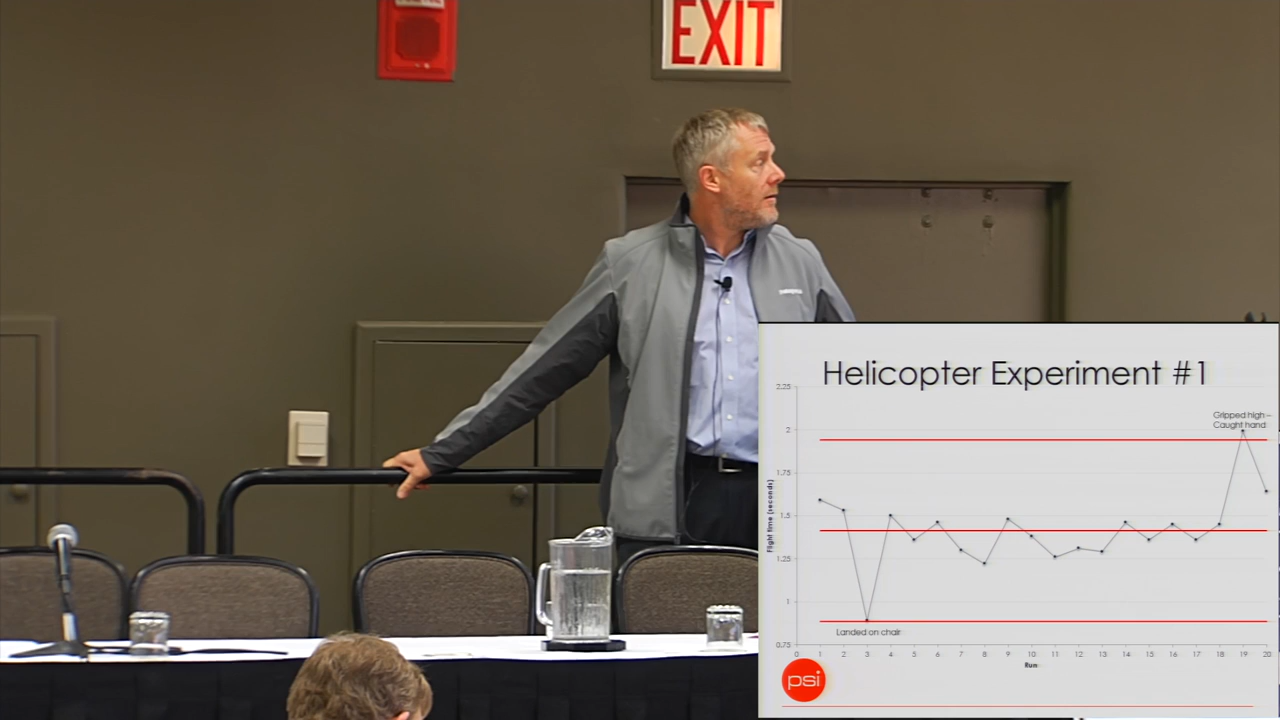 EXIT
Helicopter Experiment #1
Gripped high –
Caught hand
2.25
2
1.75
1.5
1.25
1
0.75
Flight time (seconds)
Landed on chair
0 1 2 3 4 5 6 7 8 9 10 11 12 13 14 15 16 17 18 19 20
Run
psi